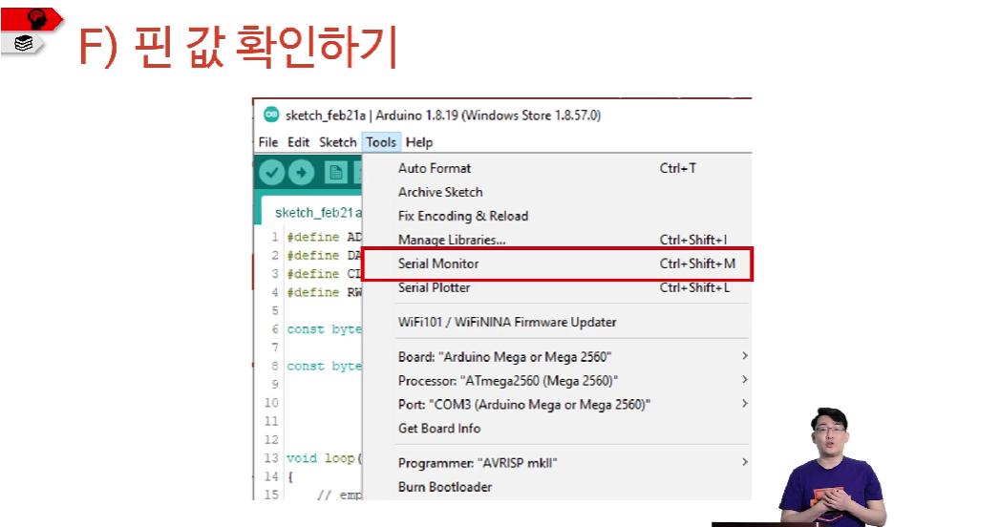 F) 핀 값 확인하기
sketch_feb21a | Arduino 1.8.19 (Windows Store 1.8.57.0)
File Edit Sketch Tools Help
Auto Format Ctrl+T
Archive Sketch
Fix Encoding & Reload
sketch_feb21a
Manage Libraries... Ctrl+Shift+I
Serial Monitor Ctrl+Shift+M
Serial Plotter Ctrl+Shift+L
WiFi101 / WiFiNINA Firmware Updater
Board: "Arduino Mega or Mega 2560"
Processor: "ATmega2560 (Mega 2560)"
Port: "COM3 (Arduino Mega or Mega 2560)"
Get Board Info
Programmer: "AVRISP mkII"
Burn Bootloader
1 #define AD
2 #define DA
3 #define CL
4 #define RW
5
6 const byte
7
8 const byte
9
10
11
12
13 void loop(
14 {
15 // emp